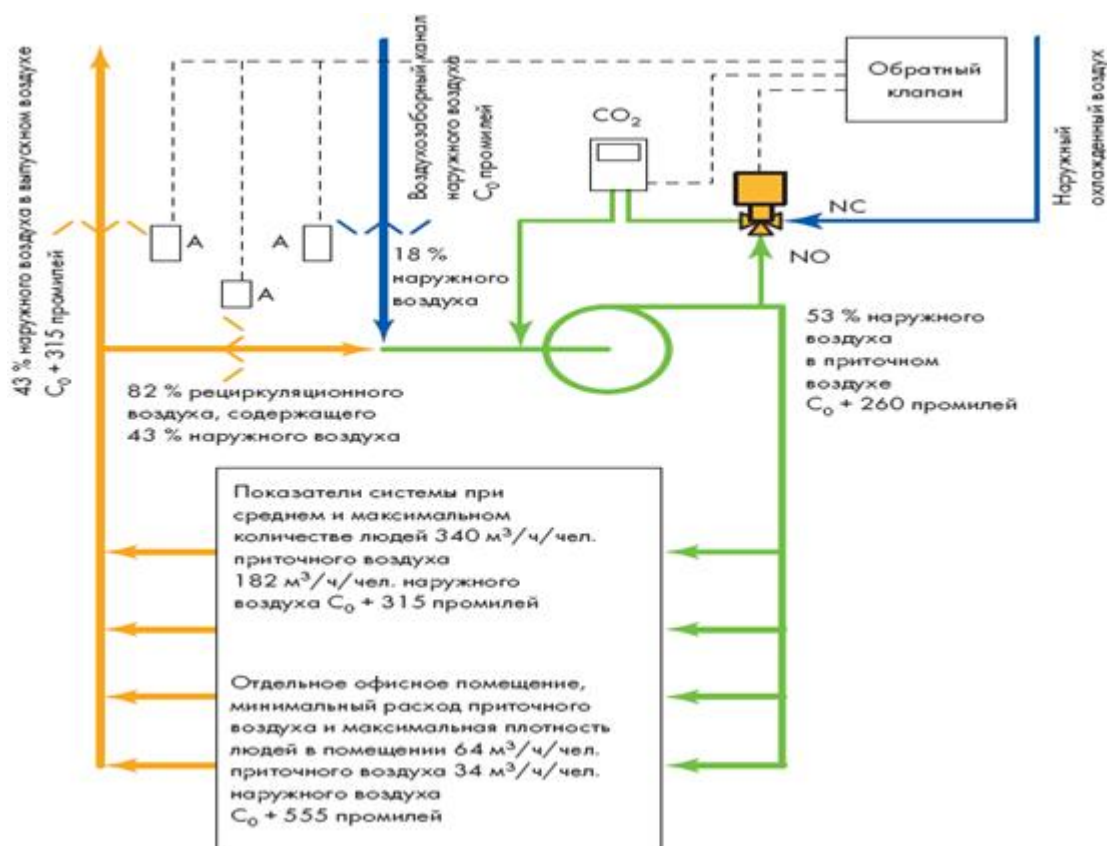 43 % наружного воздуха в выпускном воздухе
C₀ + 315 промилей
Воздухозаборный канал
наружного воздуха
C₀ промилей
Обратный
клапан
Наружный
охлажденный воздух
CO₂
A
A
A
NC
NO
18 %
наружного
воздуха
53 % наружного
воздуха
в приточном
воздухе
C₀ + 260 промилей
82 % рециркуляционного
воздуха, содержащего
43 % наружного воздуха
Показатели системы при
среднем и максимальном
количестве людей 340 м³/ч/чел.
приточного воздуха
182 м³/ч/чел. наружного
воздуха C₀ + 315 промилей
Отдельное офисное помещение,
минимальный расход приточного
воздуха и максимальная плотность
людей в помещении 64 м³/ч/чел.
приточного воздуха 34 м³/ч/чел.
наружного воздуха
C₀ + 555 промилей